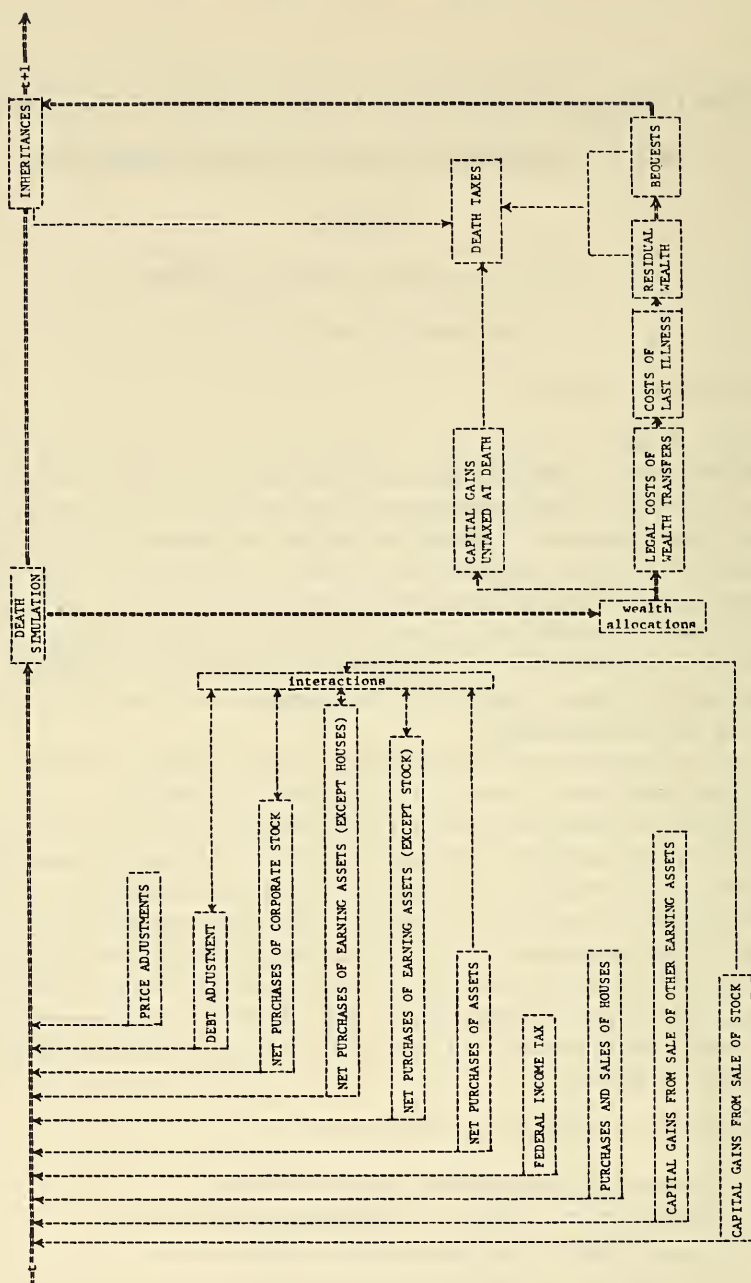 t
DEATH
SIMULATION
INHERITANCES
t+1
PRICE ADJUSTMENTS
DEBT ADJUSTMENT
NET PURCHASES OF CORPORATE STOCK
NET PURCHASES OF EARNING ASSETS (EXCEPT HOUSES)
NET PURCHASES OF EARNING ASSETS (EXCEPT STOCK)
NET PURCHASES OF ASSETS
FEDERAL INCOME TAX
PURCHASES AND SALES OF HOUSES
CAPITAL GAINS FROM SALE OF OTHER EARNING ASSETS
CAPITAL GAINS FROM SALE OF STOCK
interactions
wealth
allocations
CAPITAL GAINS
UNTAXED AT DEATH
DEATH TAXES
LEGAL COSTS OF
WEALTH TRANSFERS
COSTS OF
LAST ILLNESS
RESIDUAL
WEALTH
BEQUESTS